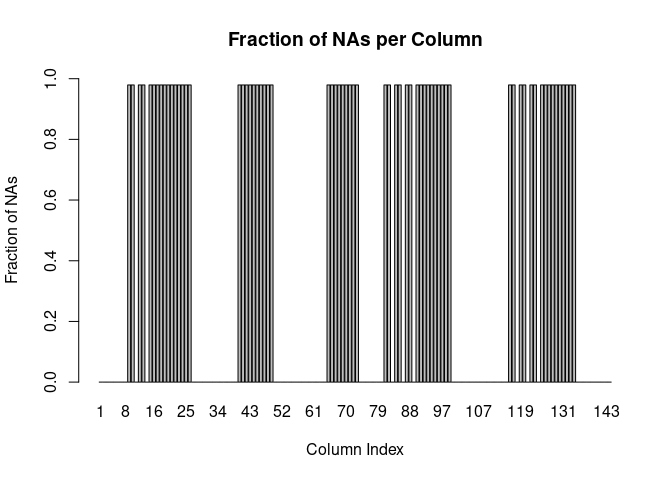 Fraction of NAs per Column
Fraction of NAs
1.0
0.8
0.6
0.4
0.2
0.0
1 8 16 25 34 43 52 61 70 79 88 97 107 119 131 143
Column Index